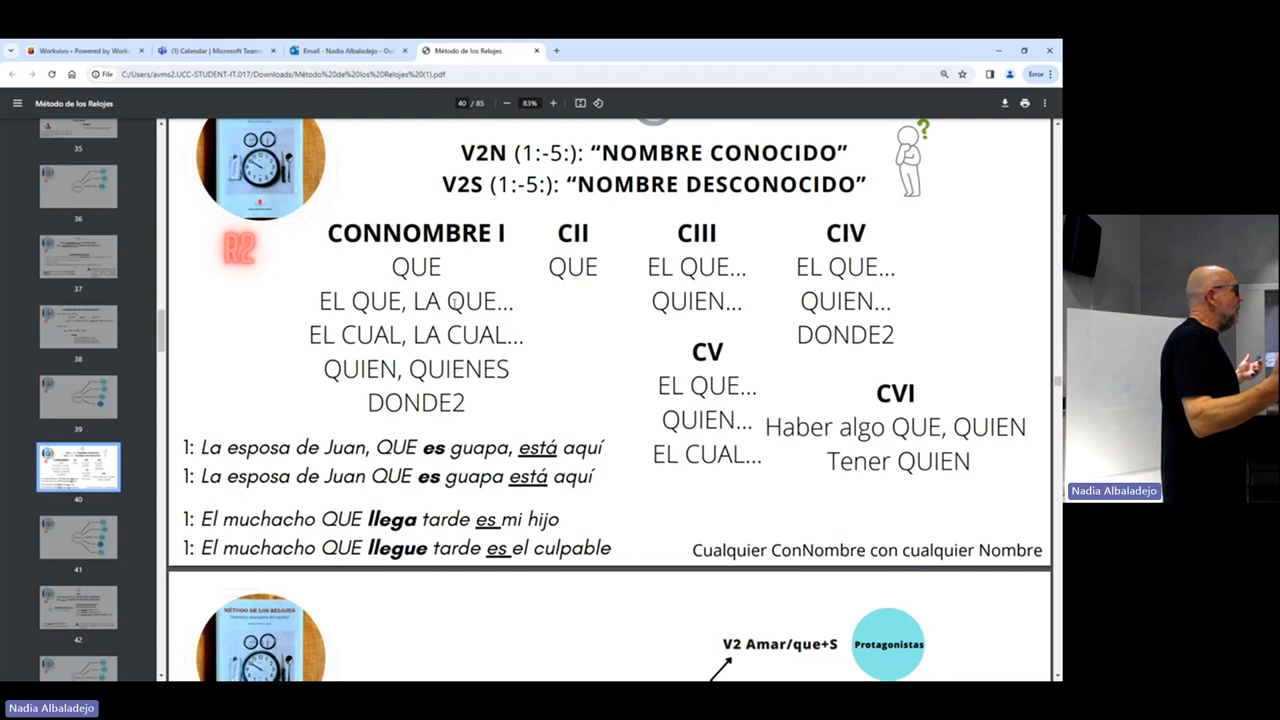 Workvivo • Powered by Work
(1) Calendar | Microsoft Teams
Email - Nadia Albaladejo - Ou
Método de los Relojes
File
C:/Users/avms2.UCC-STUDENT-IT.017/Downloads/Método%20de%20los%20Relojes%20(1).pdf
Error
Método de los Relojes
40 / 85
83%
35
36
37
38
39
40
41
42
V2N (1:-5:): “NOMBRE CONOCIDO”
V2S (1:-5:): “NOMBRE DESCONOCIDO”
R2
CONNOMBRE I
QUE
EL QUE, LA QUE...
EL CUAL, LA CUAL...
QUIEN, QUIENES
DONDE2
CII
QUE
CIII
EL QUE...
QUIEN...
CIV
EL QUE...
QUIEN...
DONDE2
CV
EL QUE...
QUIEN...
EL CUAL...
CVI
Haber algo QUE, QUIEN
Tener QUIEN
1: La esposa de Juan, QUE es guapa, está aquí
1: La esposa de Juan QUE es guapa está aquí
1: El muchacho QUE llega tarde es mi hijo
1: El muchacho QUE llegue tarde es el culpable
Cualquier ConNombre con cualquier Nombre
MÉTODO DE LOS RELOJES
V2 Amar/que+S
Protagonistas
Nadia Albaladejo
Nadia Albaladejo